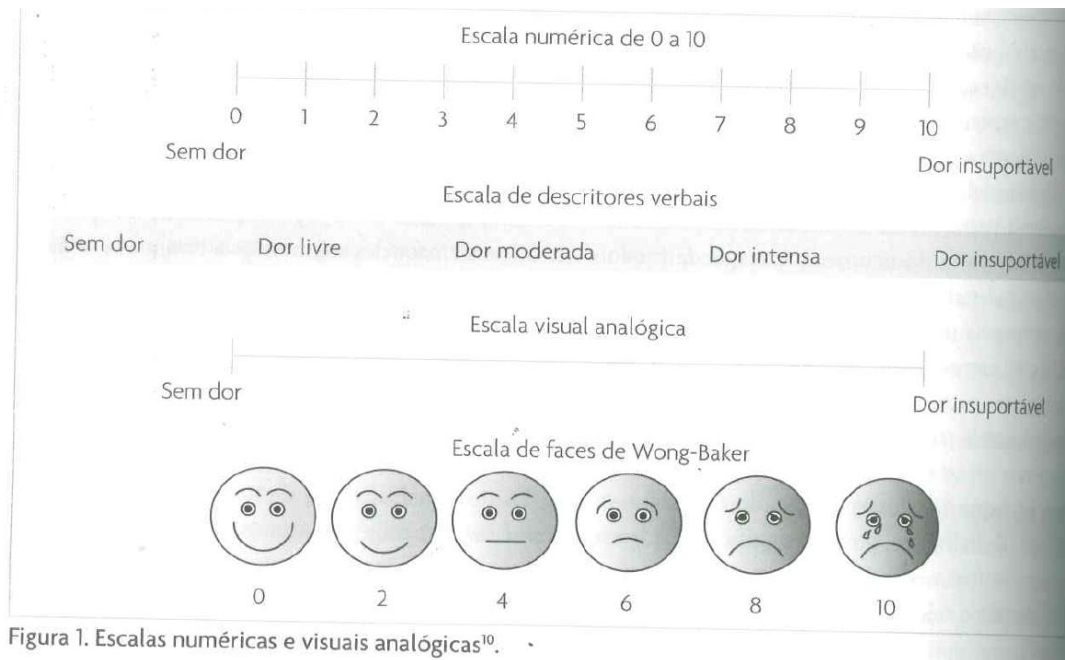 Escala numérica de 0 a 10
0 1 2 3 4 5 6 7 8 9 10
Sem dor Dor insuportável
Escala de descritores verbais
Sem dor Dor livre Dor moderada Dor intensa Dor insuportável
Escala visual analógica
Sem dor Dor insuportável
Escala de faces de Wong-Baker
0 2 4 6 8 10
Figura 1. Escalas numéricas e visuais analógicas¹⁰.